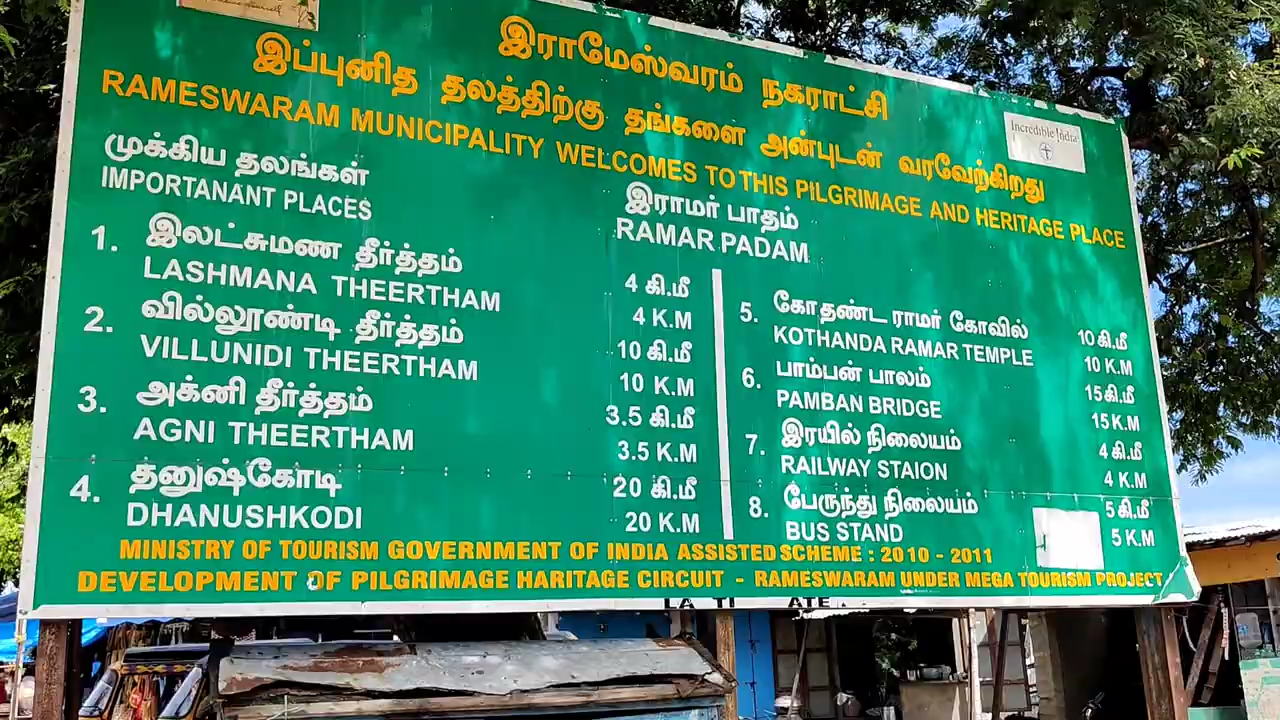 இராமேஸ்வரம் நகராட்சி
இப்புனித தலத்திற்கு தங்களை அன்புடன் வரவேற்கிறது
RAMESWARAM MUNICIPALITY WELCOMES TO THIS PILGRIMAGE AND HERITAGE PLACE
Incredible India
முக்கிய தலங்கள்
IMPORTANANT PLACES
இராமர் பாதம்
RAMAR PADAM
1. இலட்சுமண தீர்த்தம் 4 கி.மீ
LASHMANA THEERTHAM 4 K.M
2. வில்லூண்டி தீர்த்தம் 10 கி.மீ
VILLUNIDI THEERTHAM 10 K.M
3. அக்னி தீர்த்தம் 3.5 கி.மீ
AGNI THEERTHAM 3.5 K.M
4. தனுஷ்கோடி 20 கி.மீ
DHANUSHKODI 20 K.M
5. கோதண்ட ராமர் கோவில் 10 கி.மீ
KOTHANDA RAMAR TEMPLE 10 K.M
6. பாம்பன் பாலம் 15 கி.மீ
PAMBAN BRIDGE 15 K.M
7. இரயில் நிலையம் 4 கி.மீ
RAILWAY STAION 4 K.M
8. பேருந்து நிலையம் 5 கி.மீ
BUS STAND 5 K.M
MINISTRY OF TOURISM GOVERNMENT OF INDIA ASSISTED SCHEME : 2010 - 2011
DEVELOPMENT OF PILGRIMAGE HARITAGE CIRCUIT - RAMESWARAM UNDER MEGA TOURISM PROJECT